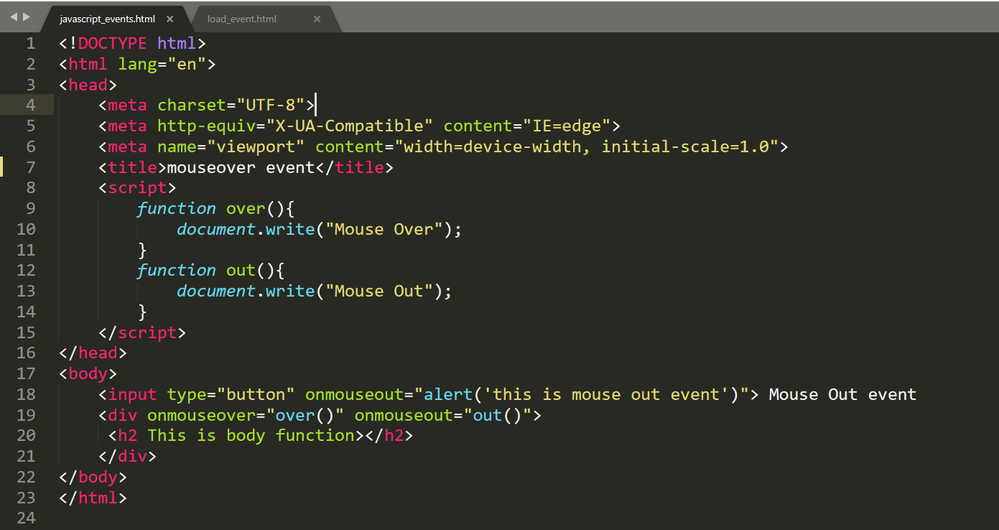 javascript_events.html × load_event.html ×
1 <!DOCTYPE html>
2 <html lang="en">
3 <head>
4     <meta charset="UTF-8">
5     <meta http-equiv="X-UA-Compatible" content="IE=edge">
6     <meta name="viewport" content="width=device-width, initial-scale=1.0">
7     <title>mouseover event</title>
8     <script>
9         function over(){
10             document.write("Mouse Over");
11         }
12         function out(){
13             document.write("Mouse Out");
14         }
15     </script>
16 </head>
17 <body>
18     <input type="button" onmouseout="alert('this is mouse out event')"> Mouse Out event
19     <div onmouseover="over()" onmouseout="out()">
20      <h2 This is body function></h2>
21     </div>
22 </body>
23 </html>
24